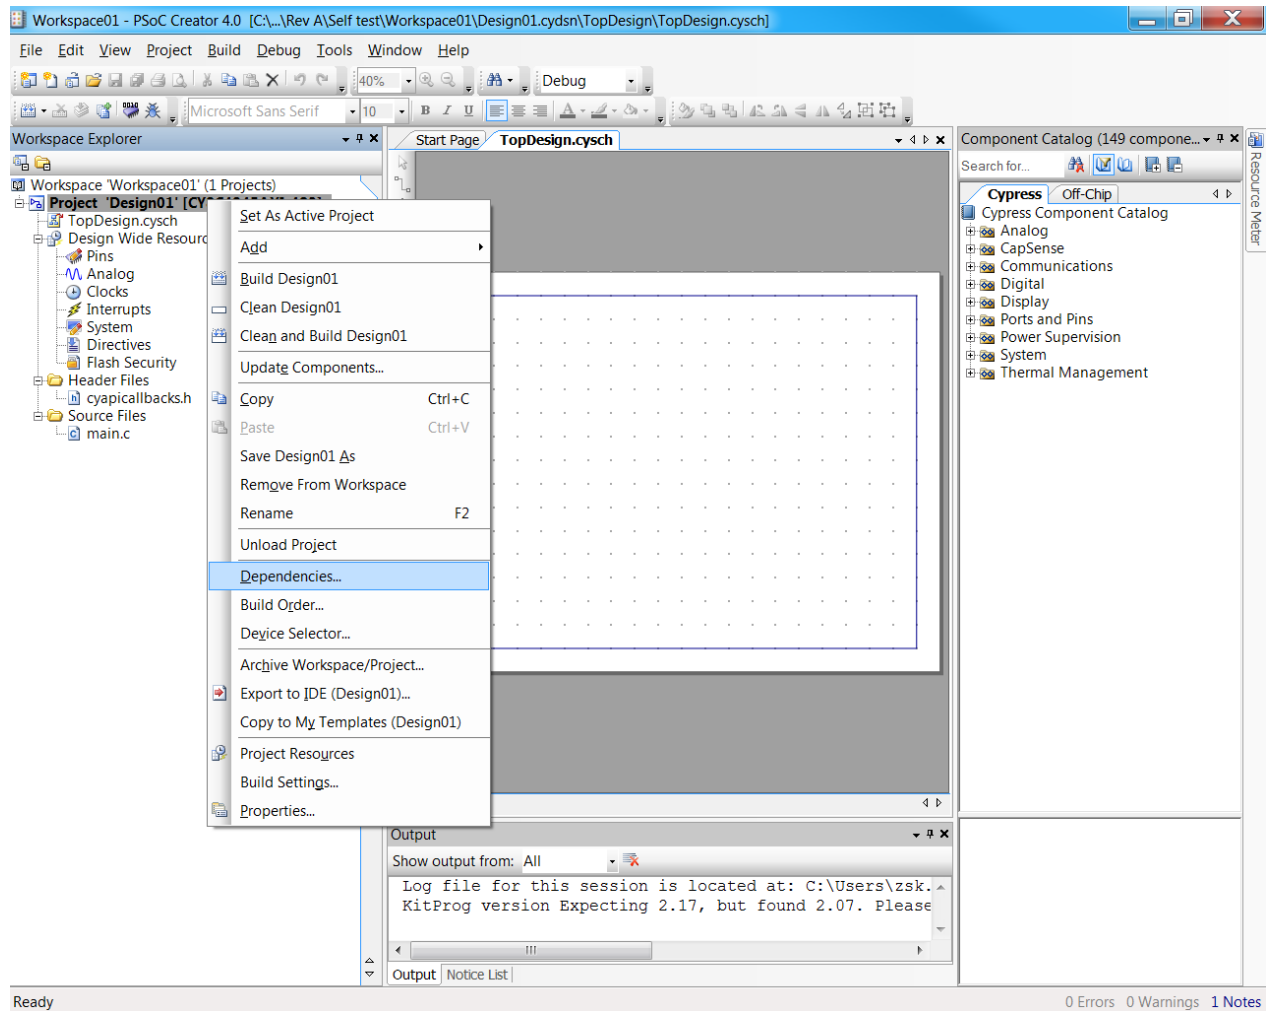 Workspace01 - PSoC Creator 4.0 [C:\...\Rev A\Self test\Workspace01\Design01.cydsn\TopDesign\TopDesign.cysch]
File Edit View Project Build Debug Tools Window Help
40% Debug
Microsoft Sans Serif 10 B I U A
Workspace Explorer
Workspace 'Workspace01' (1 Projects)
Project 'Design01'
TopDesign.cysch
Design Wide Resourc
Pins
Analog
Clocks
Interrupts
System
Directives
Flash Security
Header Files
cyapicallbacks.h
Source Files
main.c
Set As Active Project
Add
Build Design01
Clean Design01
Clean and Build Design01
Update Components...
Copy Ctrl+C
Paste Ctrl+V
Save Design01 As
Remove From Workspace
Rename F2
Unload Project
Dependencies...
Build Order...
Device Selector...
Archive Workspace/Project...
Export to IDE (Design01)...
Copy to My Templates (Design01)
Project Resources
Build Settings...
Properties...
Start Page TopDesign.cysch
Output
Show output from: All
Log file for this session is located at: C:\Users\zsk.
KitProg version Expecting 2.17, but found 2.07. Please
Output Notice List
Component Catalog (149 compone...
Search for...
Cypress Off-Chip
Cypress Component Catalog
Analog
CapSense
Communications
Digital
Display
Ports and Pins
Power Supervision
System
Thermal Management
Resource Meter
Ready 0 Errors 0 Warnings 1 Notes